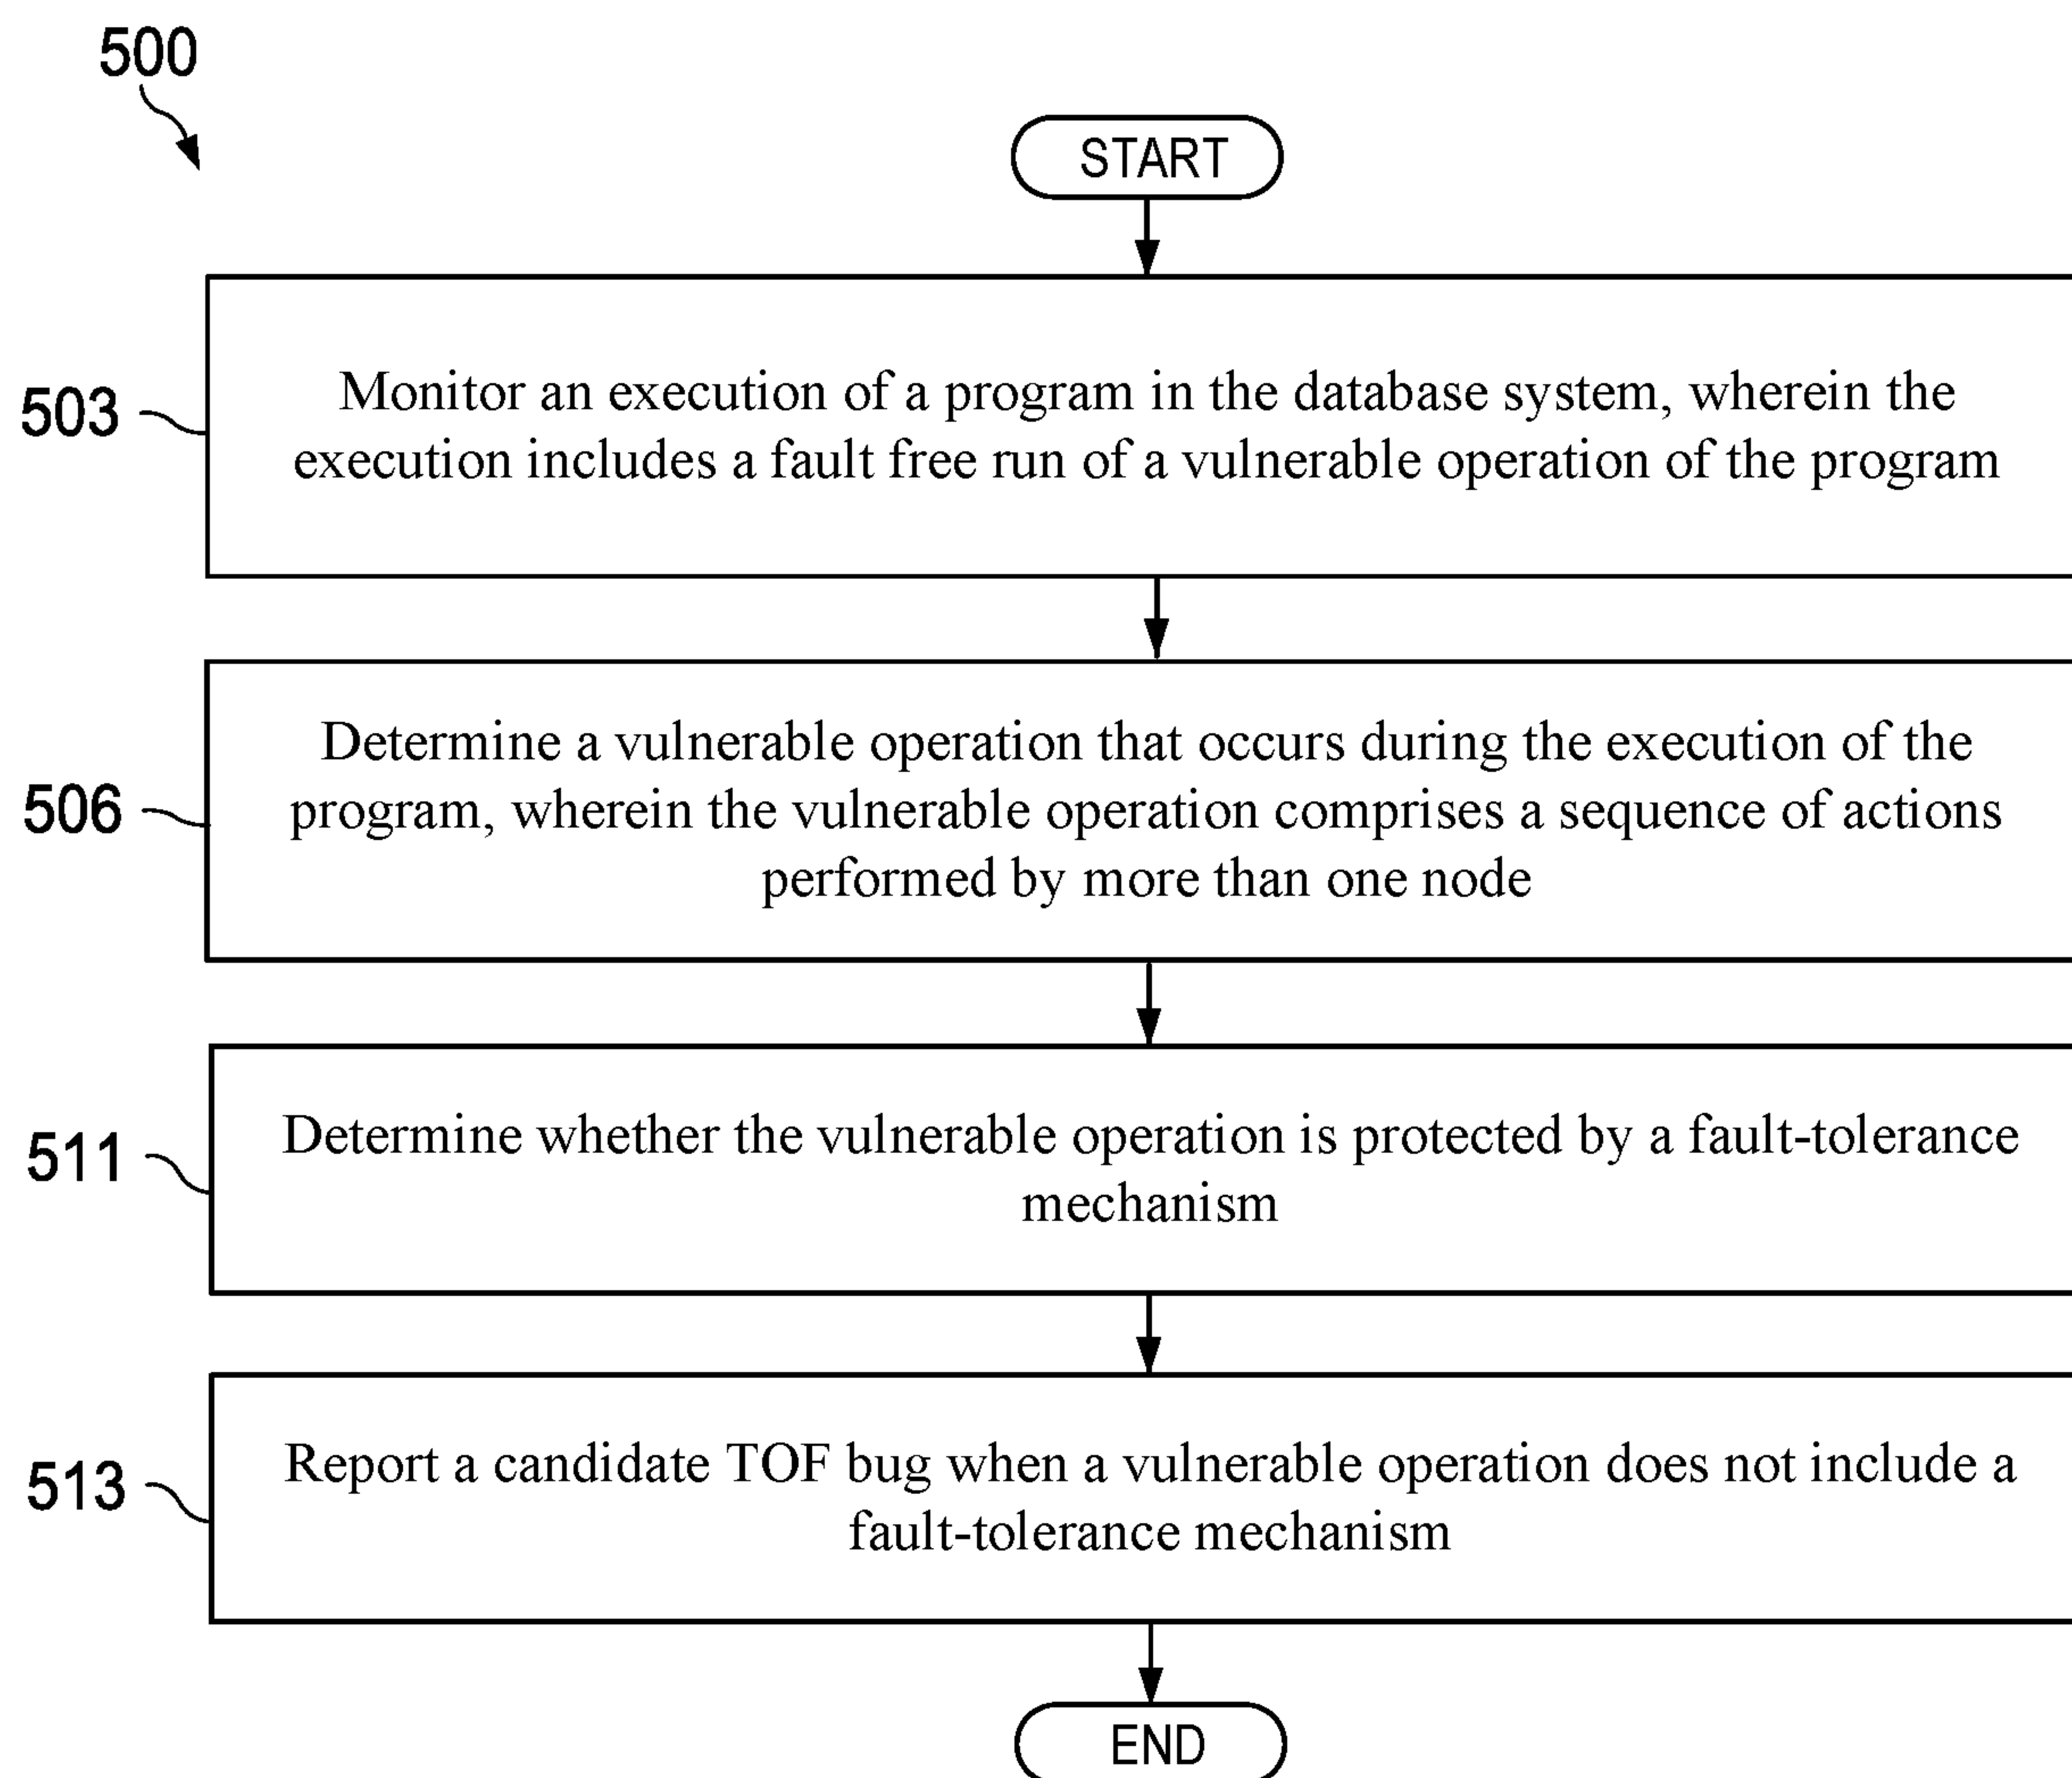 500
START
503
Monitor an execution of a program in the database system, wherein the
execution includes a fault free run of a vulnerable operation of the program
506
Determine a vulnerable operation that occurs during the execution of the
program, wherein the vulnerable operation comprises a sequence of actions
performed by more than one node
511
Determine whether the vulnerable operation is protected by a fault-tolerance
mechanism
513
Report a candidate TOF bug when a vulnerable operation does not include a
fault-tolerance mechanism
END